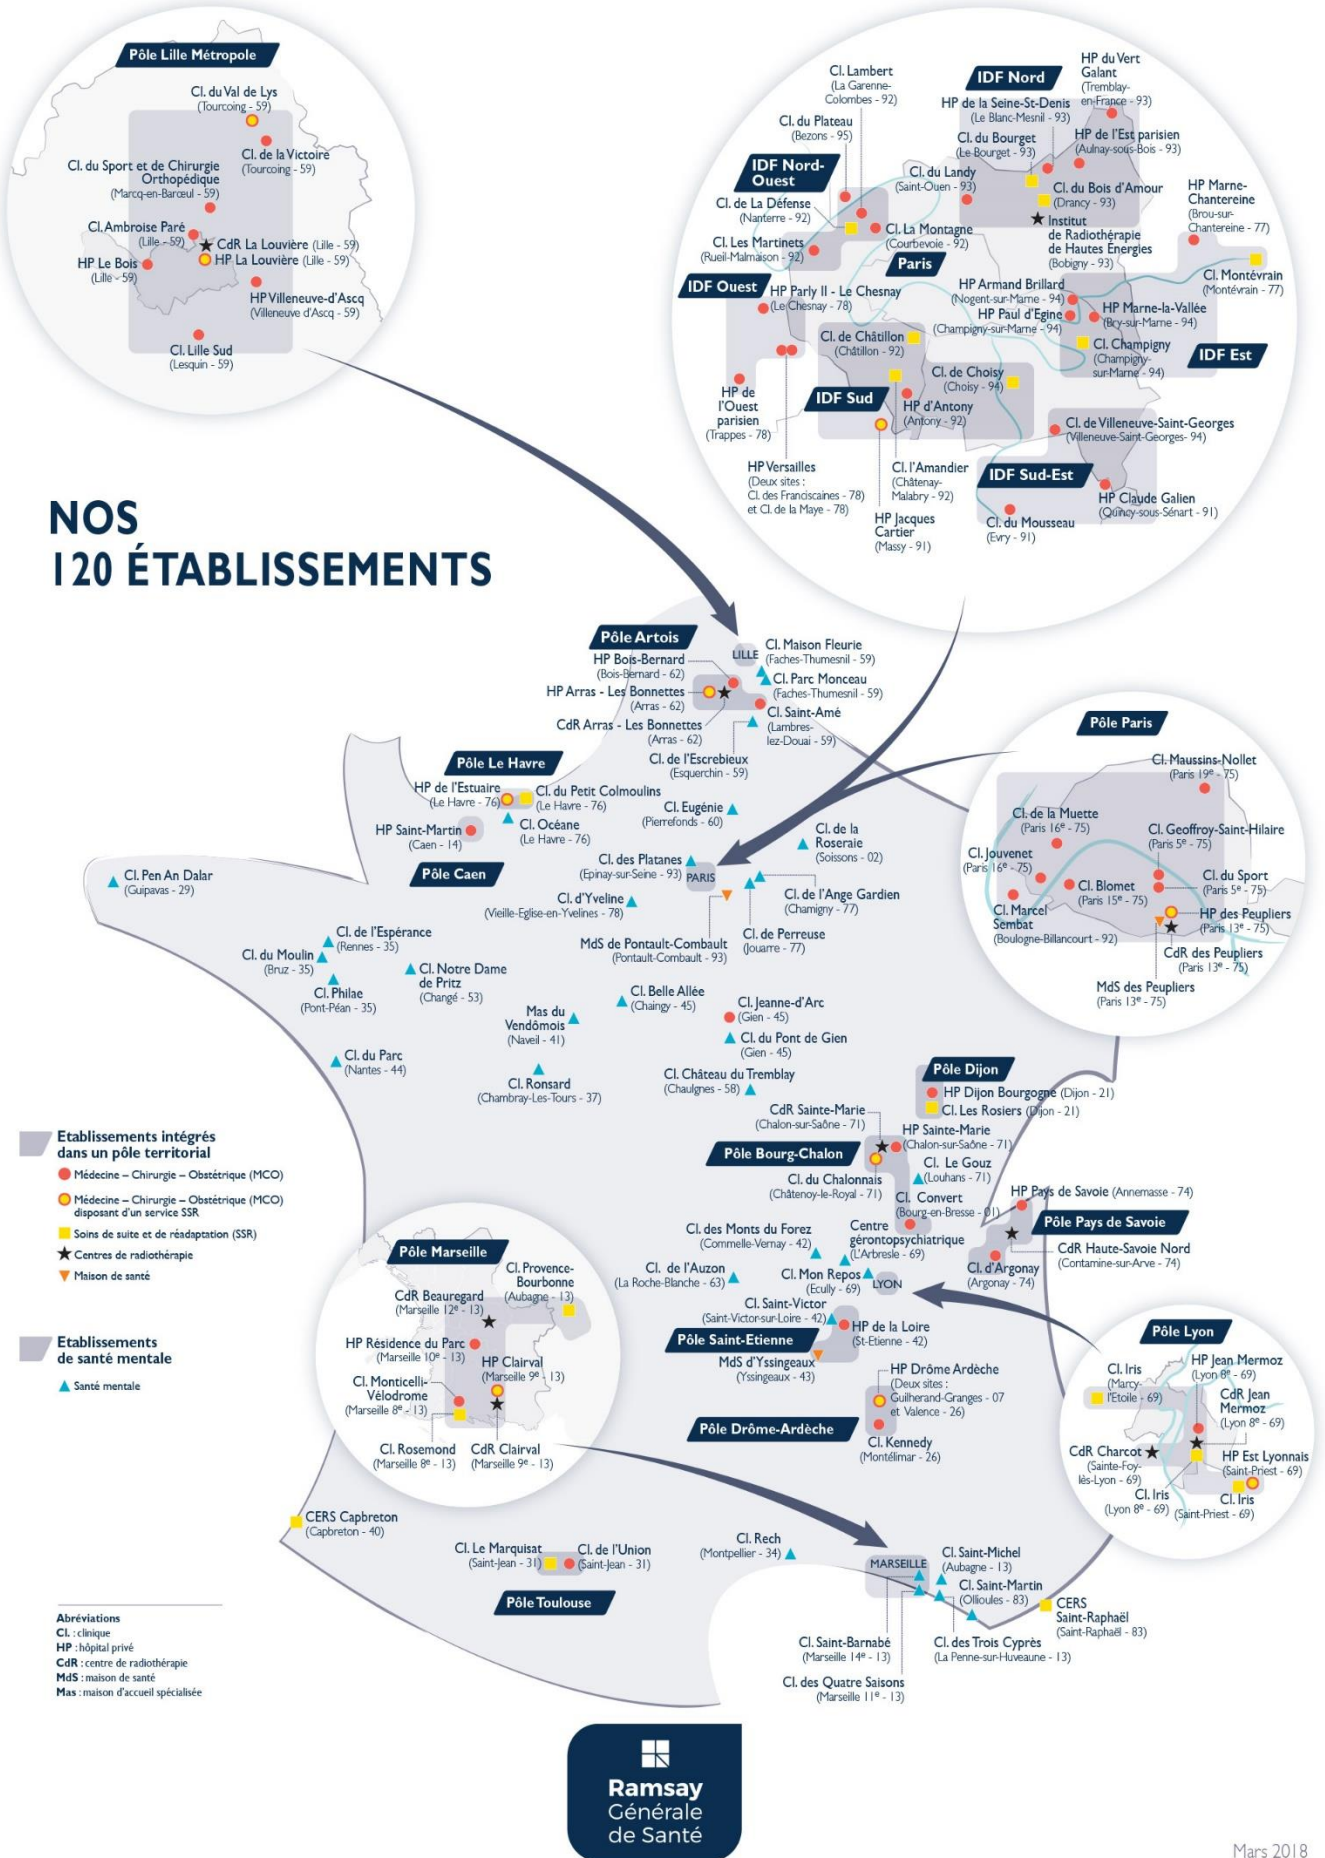 Pôle Lille Métropole
Cl. du Val de Lys
(Tourcoing - 59)
Cl. de la Victoire
(Tourcoing - 59)
Cl. du Sport et de Chirurgie
Orthopédique
(Marcq-en-Barœul - 59)
Cl. Ambroise Paré
(Lille - 59)
CdR La Louvière (Lille - 59)
HP La Louvière (Lille - 59)
HP Le Bois
(Lille - 59)
HP Villeneuve-d'Ascq
(Villeneuve d'Ascq - 59)
Cl. Lille Sud
(Lesquin - 59)
IDF Nord
HP du Vert
Galant
(Tremblay-
en-France - 93)
Cl. Lambert
(La Garenne-
Colombes - 92)
HP de la Seine-St-Denis
(Le Blanc-Mesnil - 93)
Cl. du Plateau
(Bezons - 95)
Cl. du Bourget
(Le Bourget - 93)
HP de l'Est parisien
(Aulnay-sous-Bois - 93)
IDF Nord-
Ouest
Cl. du Landy
(Saint-Ouen - 93)
Cl. du Bois d'Amour
(Drancy - 93)
HP Marne-
Chantereine
(Brou-sur-
Chantereine - 77)
Cl. de La Défense
(Nanterre - 92)
Institut
de Radiothérapie
de Hautes Énergies
(Bobigny - 93)
Cl. La Montagne
(Courbevoie - 92)
Cl. Les Martinets
(Rueil-Malmaison - 92)
Paris
Cl. Montévrain
(Montévrain - 77)
IDF Ouest
HP Parly II - Le Chesnay
(Le Chesnay - 78)
HP Armand Brillard
(Nogent-sur-Marne - 94)
HP Paul d'Egine
(Champigny-sur-Marne - 94)
HP Marne-la-Vallée
(Bry-sur-Marne - 94)
Cl. de Châtillon
(Châtillon - 92)
Cl. Champigny
(Champigny-
sur-Marne - 94)
IDF Est
Cl. de Choisy
(Choisy - 94)
HP de
l'Ouest
parisien
(Trappes - 78)
IDF Sud
HP d'Antony
(Antony - 92)
Cl. de Villeneuve-Saint-Georges
(Villeneuve-Saint-Georges- 94)
HP Versailles
(Deux sites :
Cl. des Franciscaines - 78)
et Cl. de la Maye - 78)
Cl. l'Amandier
(Châtenay-
Malabry - 92)
IDF Sud-Est
HP Claude Galien
(Quincy-sous-Sénart - 91)
HP Jacques
Cartier
(Massy - 91)
Cl. du Mousseau
(Evry - 91)
NOS
120 ÉTABLISSEMENTS
Pôle Artois
HP Bois-Bernard
(Bois-Bernard - 62)
LILLE
Cl. Maison Fleurie
(Faches-Thumesnil - 59)
Cl. Parc Monceau
(Faches-Thumesnil - 59)
HP Arras - Les Bonnettes
(Arras - 62)
CdR Arras - Les Bonnettes
(Arras - 62)
Cl. Saint-Amé
(Lambres-
lez-Douai - 59)
Cl. de l'Escrebieux
(Esquerchin - 59)
Pôle Le Havre
HP de l'Estuaire
(Le Havre - 76)
Cl. du Petit Colmoulins
(Le Havre - 76)
Cl. Océane
(Le Havre - 76)
HP Saint-Martin
(Caen - 14)
Pôle Caen
Cl. Eugénie
(Pierrefonds - 60)
Cl. de la
Roseraie
(Soissons - 02)
Cl. des Platanes
(Epinay-sur-Seine - 93)
PARIS
Cl. de l'Ange Gardien
(Chamigny - 77)
Cl. d'Yveline
(Vieille-Eglise-en-Yvelines - 78)
Cl. de Perreuse
(Jouarre - 77)
MdS de Pontault-Combault
(Pontault-Combault - 93)
Pôle Paris
Cl. Maussins-Nollet
(Paris 19e - 75)
Cl. de la Muette
(Paris 16e - 75)
Cl. Geoffroy-Saint-Hilaire
(Paris 5e - 75)
Cl. Jouvenet
(Paris 16e - 75)
Cl. du Sport
(Paris 5e - 75)
Cl. Blomet
(Paris 15e - 75)
Cl. Marcel
Sembat
(Boulogne-Billancourt - 92)
HP des Peupliers
(Paris 13e - 75)
CdR des Peupliers
(Paris 13e - 75)
MdS des Peupliers
(Paris 13e - 75)
Cl. Pen An Dalar
(Guipavas - 29)
Cl. de l'Espérance
(Rennes - 35)
Cl. du Moulin
(Bruz - 35)
Cl. Philae
(Pont-Péan - 35)
Cl. Notre Dame
de Pritz
(Changé - 53)
Cl. Belle Allée
(Chaingy - 45)
Cl. Jeanne-d'Arc
(Gien - 45)
Mas du
Vendômois
(Naveil - 41)
Cl. du Pont de Gien
(Gien - 45)
Cl. du Parc
(Nantes - 44)
Cl. Ronsard
(Chambray-Les-Tours - 37)
Cl. Château du Tremblay
(Chaulgnes - 58)
Pôle Dijon
HP Dijon Bourgogne (Dijon - 21)
Cl. Les Rosiers (Dijon - 21)
CdR Sainte-Marie
(Chalon-sur-Saône - 71)
HP Sainte-Marie
(Chalon-sur-Saône - 71)
Pôle Bourg-Chalon
Cl. du Chalonnais
(Châtenoy-le-Royal - 71)
Cl. Le Gouz
(Louhans - 71)
Cl. Convert
(Bourg-en-Bresse - 01)
HP Pays de Savoie (Annemasse - 74)
Pôle Pays de Savoie
CdR Haute-Savoie Nord
(Contamine-sur-Arve - 74)
Cl. d'Argonay
(Argonay - 74)
Etablissements intégrés
dans un pôle territorial
Médecine – Chirurgie – Obstétrique (MCO)
Médecine – Chirurgie – Obstétrique (MCO)
disposant d'un service SSR
Soins de suite et de réadaptation (SSR)
Centres de radiothérapie
Maison de santé
Etablissements
de santé mentale
Santé mentale
Cl. des Monts du Forez
(Commelle-Vernay - 42)
Centre
gérontopsychiatrique
(L'Arbresle - 69)
Cl. de l'Auzon
(La Roche-Blanche - 63)
Cl. Mon Repos
(Ecully - 69)
LYON
Cl. Saint-Victor
(Saint-Victor-sur-Loire - 42)
HP de la Loire
(St-Etienne - 42)
Pôle Saint-Etienne
MdS d'Yssingeaux
(Yssingeaux - 43)
HP Drôme Ardèche
(Deux sites :
Guilherand-Granges - 07
et Valence - 26)
Pôle Drôme-Ardèche
Cl. Kennedy
(Montélimar - 26)
Pôle Marseille
Cl. Provence-
Bourbonne
(Aubagne - 13)
CdR Beauregard
(Marseille 12e - 13)
HP Résidence du Parc
(Marseille 10e - 13)
HP Clairval
(Marseille 9e - 13)
Cl. Monticelli-
Vélodrome
(Marseille 8e - 13)
Cl. Rosemond
(Marseille 8e - 13)
CdR Clairval
(Marseille 9e - 13)
Pôle Lyon
Cl. Iris
(Marcy-
l'Etoile - 69)
HP Jean Mermoz
(Lyon 8e - 69)
CdR Jean
Mermoz
(Lyon 8e - 69)
CdR Charcot
(Sainte-Foy-
lès-Lyon - 69)
HP Est Lyonnais
(Saint-Priest - 69)
Cl. Iris
(Lyon 8e - 69)
Cl. Iris
(Saint-Priest - 69)
CERS Capbreton
(Capbreton - 40)
Cl. Le Marquisat
(Saint-Jean - 31)
Cl. de l'Union
(Saint-Jean - 31)
Pôle Toulouse
Cl. Rech
(Montpellier - 34)
MARSEILLE
Cl. Saint-Michel
(Aubagne - 13)
Cl. Saint-Martin
(Ollioules - 83)
CERS
Saint-Raphaël
(Saint-Raphaël - 83)
Cl. Saint-Barnabé
(Marseille 14e - 13)
Cl. des Trois Cyprès
(La Penne-sur-Huveaune - 13)
Cl. des Quatre Saisons
(Marseille 11e - 13)
Abréviations
Cl. : clinique
HP : hôpital privé
CdR : centre de radiothérapie
MdS : maison de santé
Mas : maison d'accueil spécialisée
Ramsay
Générale
de Santé
Mars 2018